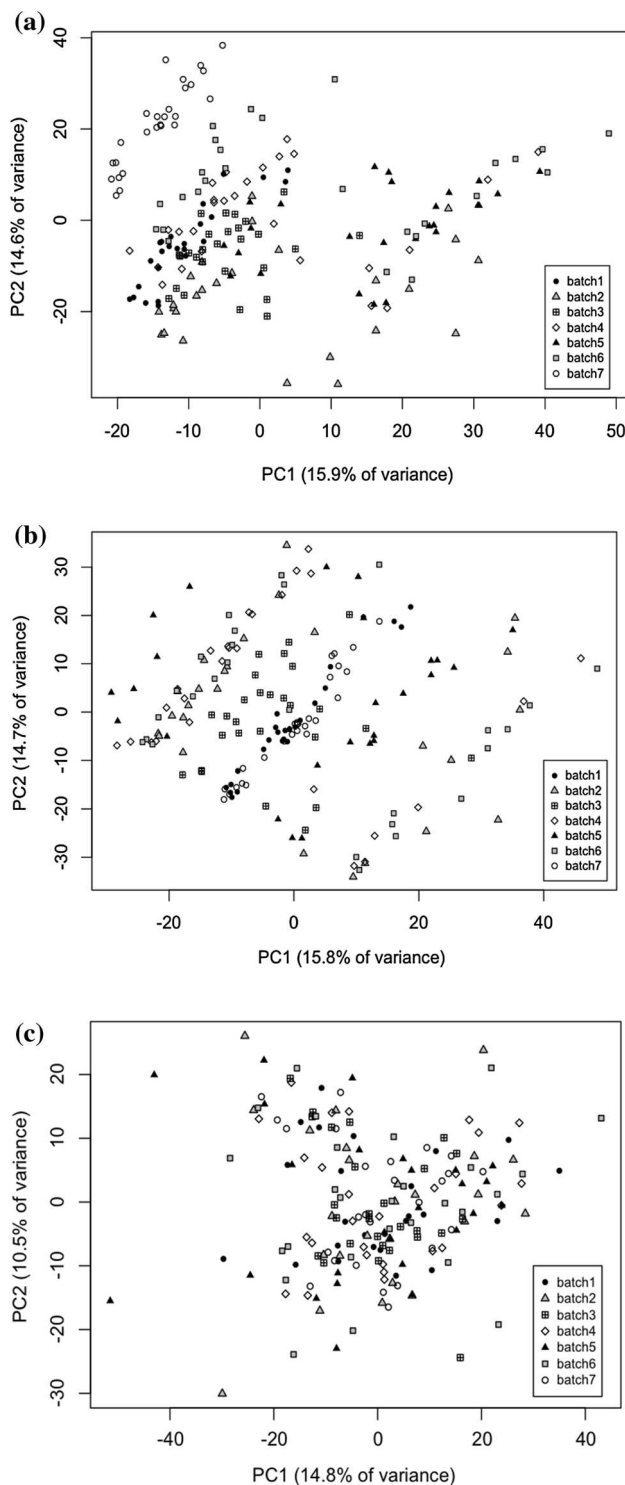 (a)
40
20
0
-20
PC2 (14.6% of variance)
batch1
batch2
batch3
batch4
batch5
batch6
batch7
-20 -10 0 10 20 30 40 50
PC1 (15.9% of variance)
(b)
30
20
10
0
-10
-20
-30
PC2 (14.7% of variance)
batch1
batch2
batch3
batch4
batch5
batch6
batch7
-20 0 20 40
PC1 (15.8% of variance)
(c)
20
10
0
-10
-20
-30
PC2 (10.5% of variance)
batch1
batch2
batch3
batch4
batch5
batch6
batch7
-40 -20 0 20 40
PC1 (14.8% of variance)